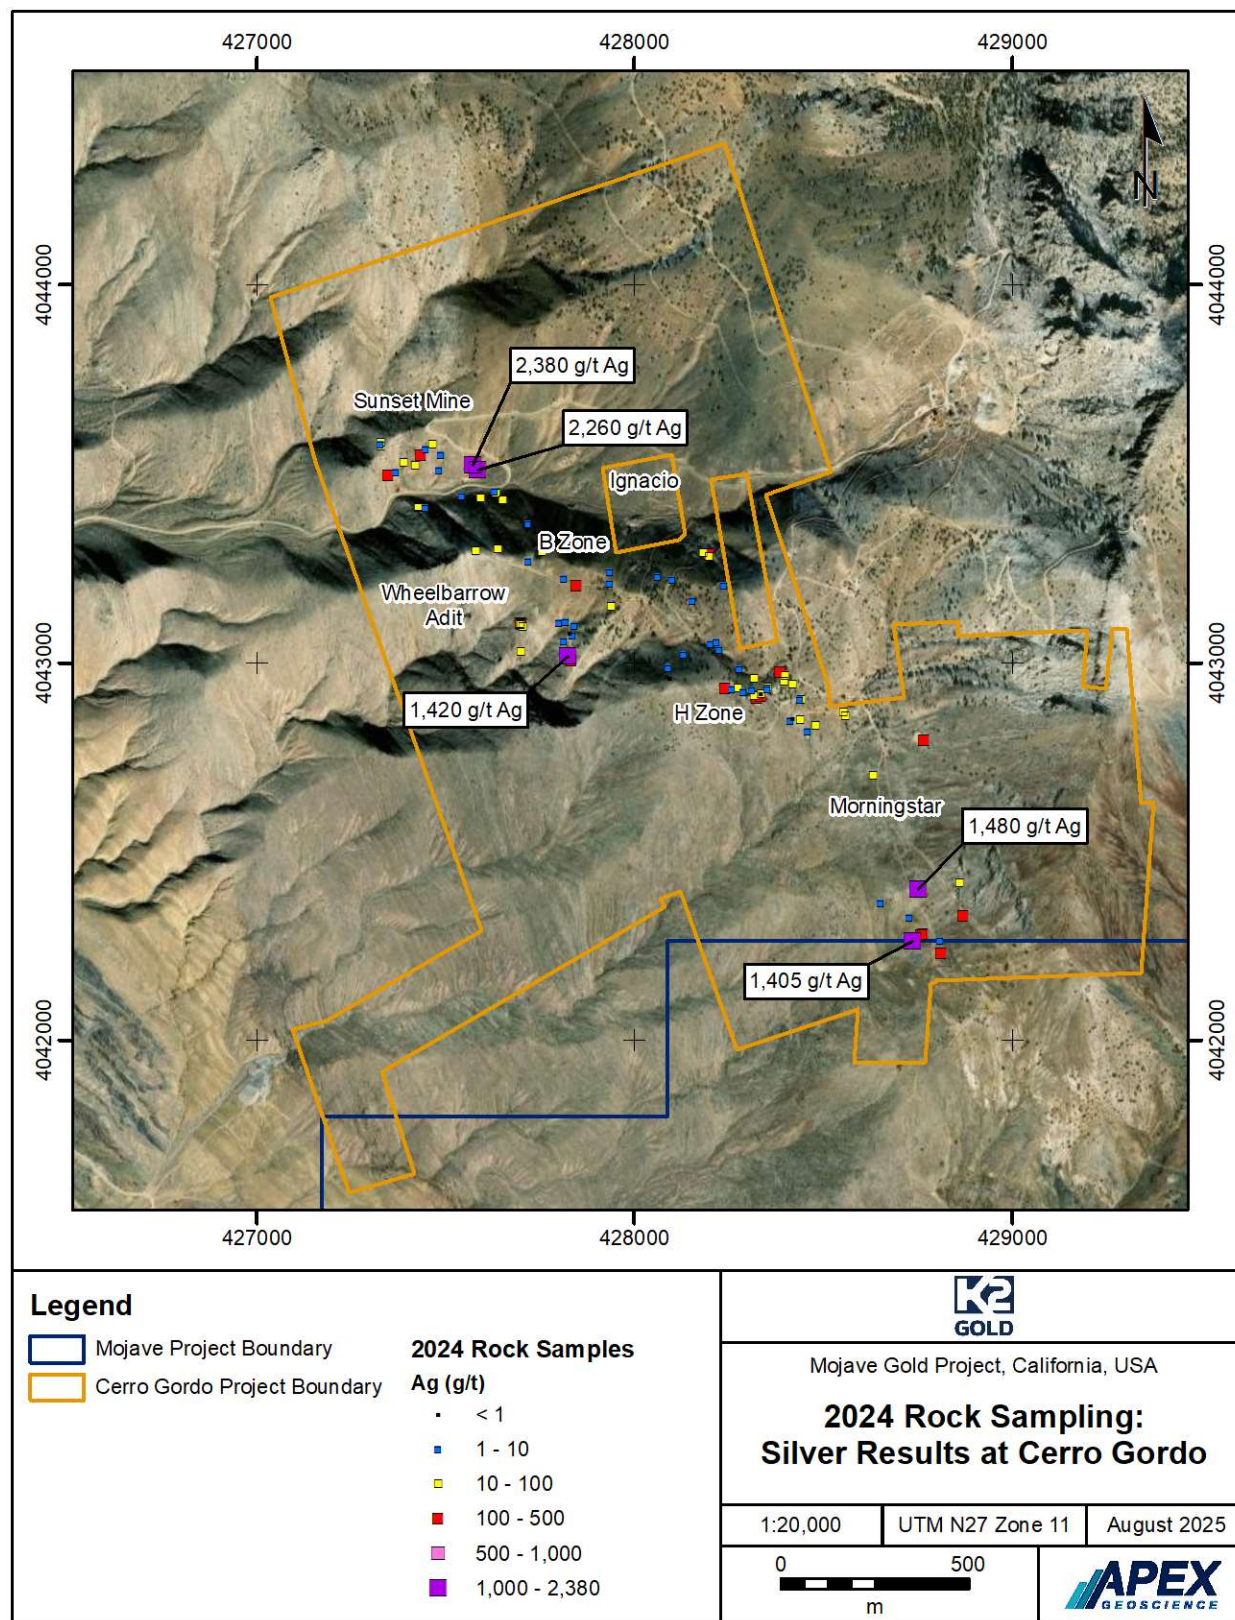 427000
428000
429000
N
4044000
4044000
2,380 g/t Ag
Sunset Mine
2,260 g/t Ag
Ignacio
B Zone
Wheelbarrow
Adit
4043000
4043000
1,420 g/t Ag
H Zone
Morningstar
1,480 g/t Ag
1,405 g/t Ag
4042000
4042000
427000
428000
429000
Legend
Mojave Project Boundary
Cerro Gordo Project Boundary
2024 Rock Samples
Ag (g/t)
< 1
1 - 10
10 - 100
100 - 500
500 - 1,000
1,000 - 2,380
K2
GOLD
Mojave Gold Project, California, USA
2024 Rock Sampling:
Silver Results at Cerro Gordo
1:20,000
UTM N27 Zone 11
August 2025
0 500
m
APEX
GEOSCIENCE